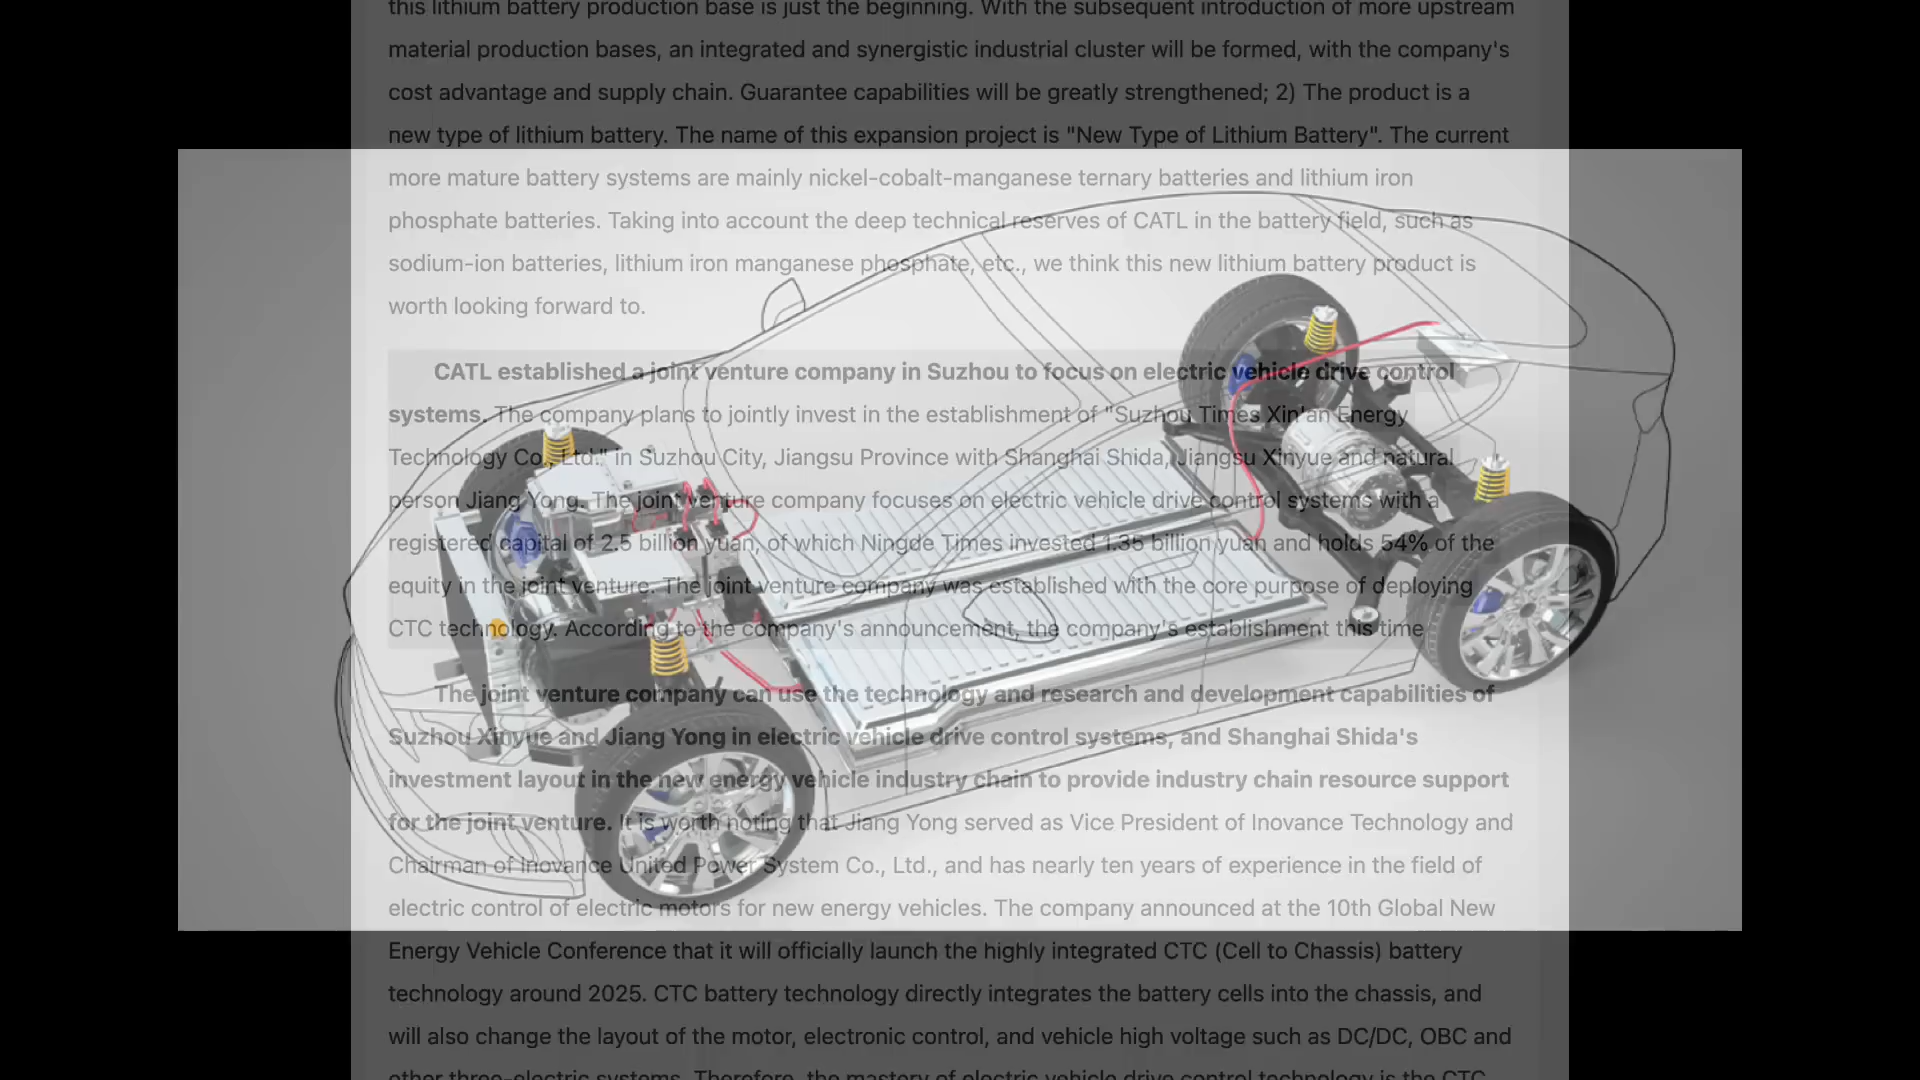 this lithium battery production base is just the beginning. With the subsequent introduction of more upstream
material production bases, an integrated and synergistic industrial cluster will be formed, with the company's
cost advantage and supply chain. Guarantee capabilities will be greatly strengthened; 2) The product is a
new type of lithium battery. The name of this expansion project is "New Type of Lithium Battery". The current
more mature battery systems are mainly nickel-cobalt-manganese ternary batteries and lithium iron
phosphate batteries. Taking into account the deep technical reserves of CATL in the battery field, such as
sodium-ion batteries, lithium iron manganese phosphate, etc., we think this new lithium battery product is
worth looking forward to.
CATL established a joint venture company in Suzhou to focus on electric vehicle drive control
systems. The company plans to jointly invest in the establishment of "Suzhou Times Xin'an Energy
Technology Co., Ltd." in Suzhou City, Jiangsu Province with Shanghai Shida, Jiangsu Xinyue and natural
person Jiang Yong. The joint venture company focuses on electric vehicle drive control systems with a
registered capital of 2.5 billion yuan, of which Ningde Times invested 1.35 billion yuan and holds 54% of the
equity in the joint venture. The joint venture company was established with the core purpose of deploying
CTC technology. According to the company's announcement, the company's establishment this time
The joint venture company can use the technology and research and development capabilities of
Suzhou Xinyue and Jiang Yong in electric vehicle drive control systems, and Shanghai Shida's
investment layout in the new energy vehicle industry chain to provide industry chain resource support
for the joint venture. It is worth noting that Jiang Yong served as Vice President of Inovance Technology and
Chairman of Inovance United Power System Co., Ltd., and has nearly ten years of experience in the field of
electric control of electric motors for new energy vehicles. The company announced at the 10th Global New
Energy Vehicle Conference that it will officially launch the highly integrated CTC (Cell to Chassis) battery
technology around 2025. CTC battery technology directly integrates the battery cells into the chassis, and
will also change the layout of the motor, electronic control, and vehicle high voltage such as DC/DC, OBC and
other three-electric systems. Therefore, the mastery of electric vehicle drive control technology is the CTC